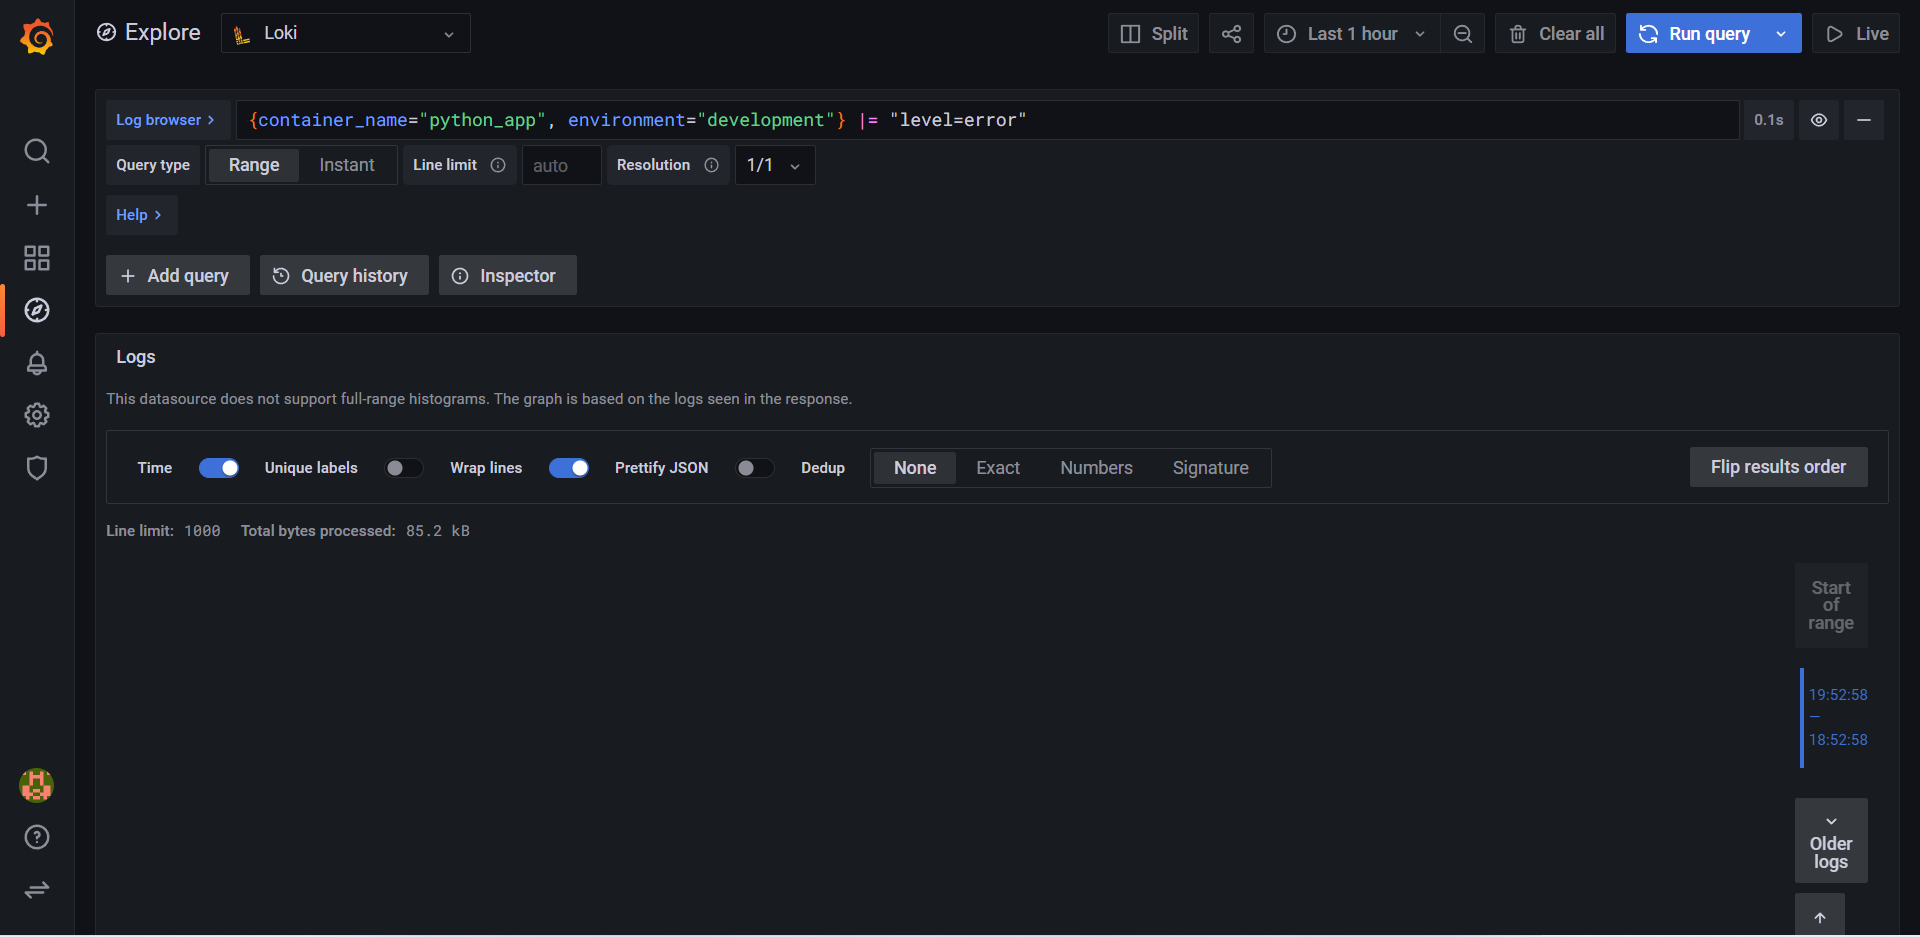 Explore
Loki
Split
Last 1 hour
Clear all
Run query
Live
Log browser >
{container_name="python_app", environment="development"} |= "level=error"
0.1s
Query type
Range
Instant
Line limit
auto
Resolution
1/1
Help >
+ Add query
Query history
Inspector
Logs
This datasource does not support full-range histograms. The graph is based on the logs seen in the response.
Time
Unique labels
Wrap lines
Prettify JSON
Dedup
None
Exact
Numbers
Signature
Flip results order
Line limit: 1000 Total bytes processed: 85.2 kB
Start
of
range
19:52:58
—
18:52:58
Older
logs